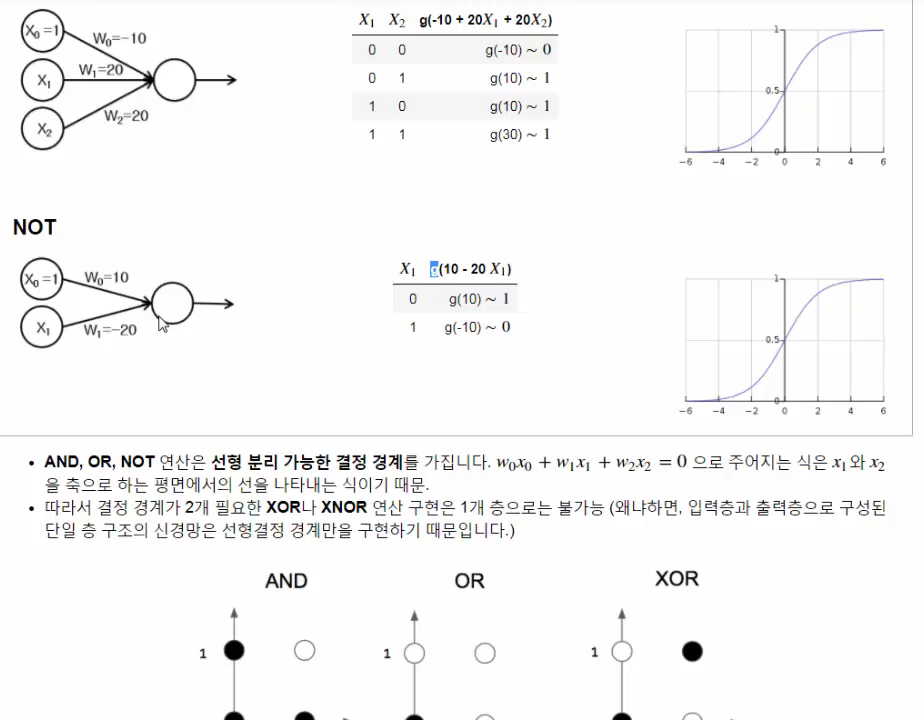 X₀=1 W₀=−10
W₁=20
X₁
W₂=20
X₂
X₁ X₂ g(-10 + 20X₁ + 20X₂)
0 0 g(-10) ~ 0
0 1 g(10) ~ 1
1 0 g(10) ~ 1
1 1 g(30) ~ 1
1
0.5
0
−6 −4 −2 0 2 4 6
NOT
X₀=1 W₀=10
X₁ W₁=−20
X₁ g(10 - 20 X₁)
0 g(10) ~ 1
1 g(-10) ~ 0
1
0.5
0
−6 −4 −2 0 2 4 6
• AND, OR, NOT 연산은 선형 분리 가능한 결정 경계를 가집니다. w₀x₀ + w₁x₁ + w₂x₂ = 0 으로 주어지는 식은 x₁와 x₂
을 축으로 하는 평면에서의 선을 나타내는 식이기 때문.
• 따라서 결정 경계가 2개 필요한 XOR나 XNOR 연산 구현은 1개 층으로는 불가능 (왜냐하면, 입력층과 출력층으로 구성된
단일 층 구조의 신경망은 선형결정 경계만을 구현하기 때문입니다.)
AND OR XOR
1 1 1